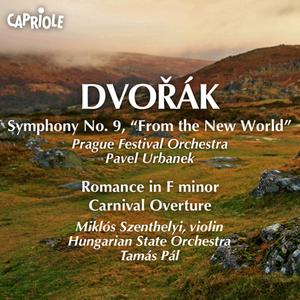 CAPRIOLE
DVOŘÁK
Symphony No. 9, “From the New World”
Prague Festival Orchestra
Pavel Urbanek
Romance in F minor
Carnival Overture
Miklós Szenthelyi, violin
Hungarian State Orchestra
Tamás Pál